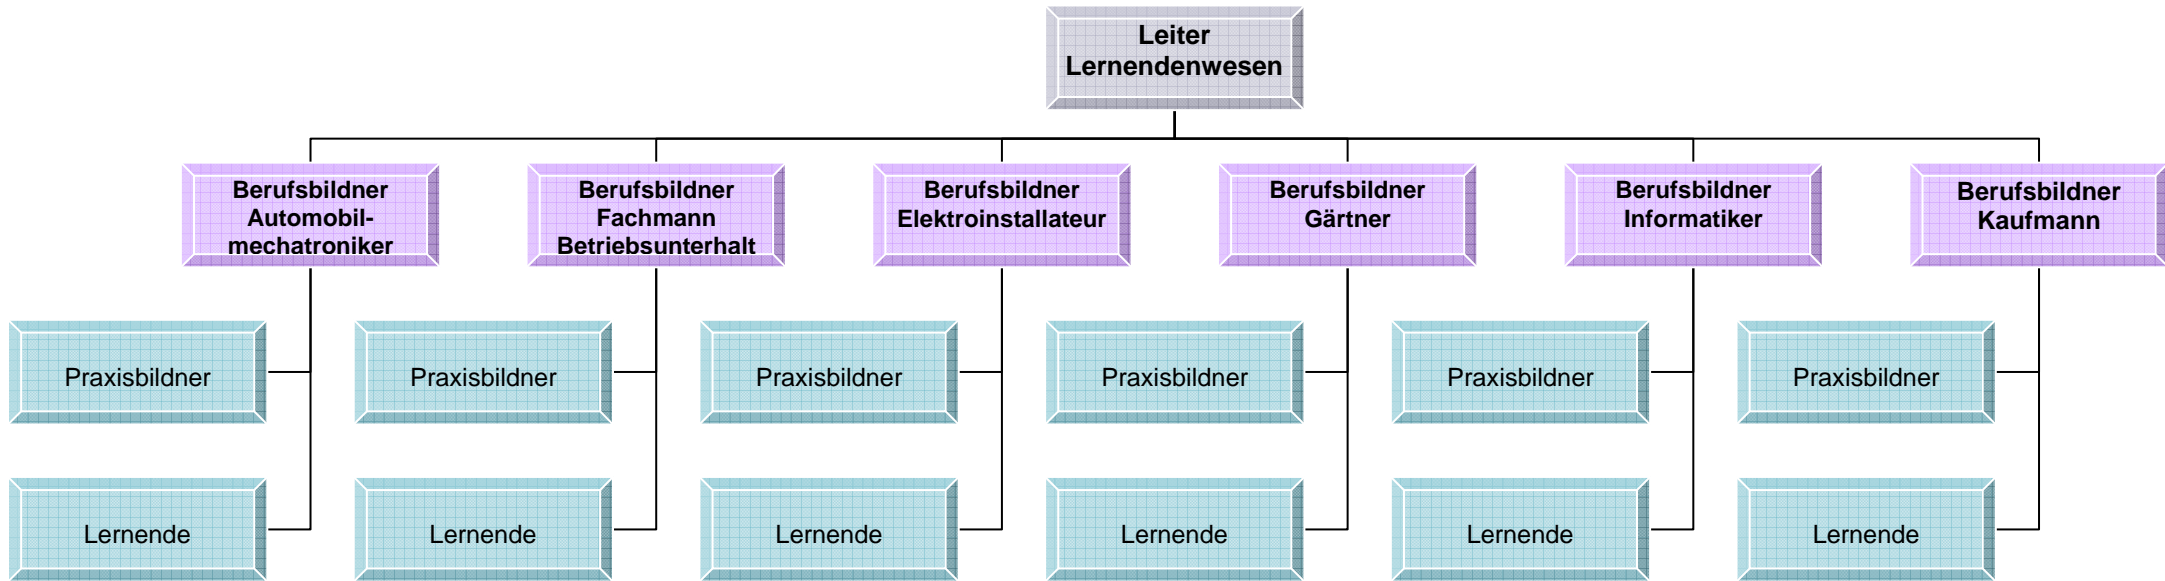 Leiter
Lernendenwesen
Berufsbildner
Automobil-
mechatroniker
Berufsbildner
Fachmann
Betriebsunterhalt
Berufsbildner
Elektroinstallateur
Berufsbildner
Gärtner
Berufsbildner
Informatiker
Berufsbildner
Kaufmann
Praxisbildner
Praxisbildner
Praxisbildner
Praxisbildner
Praxisbildner
Praxisbildner
Lernende
Lernende
Lernende
Lernende
Lernende
Lernende